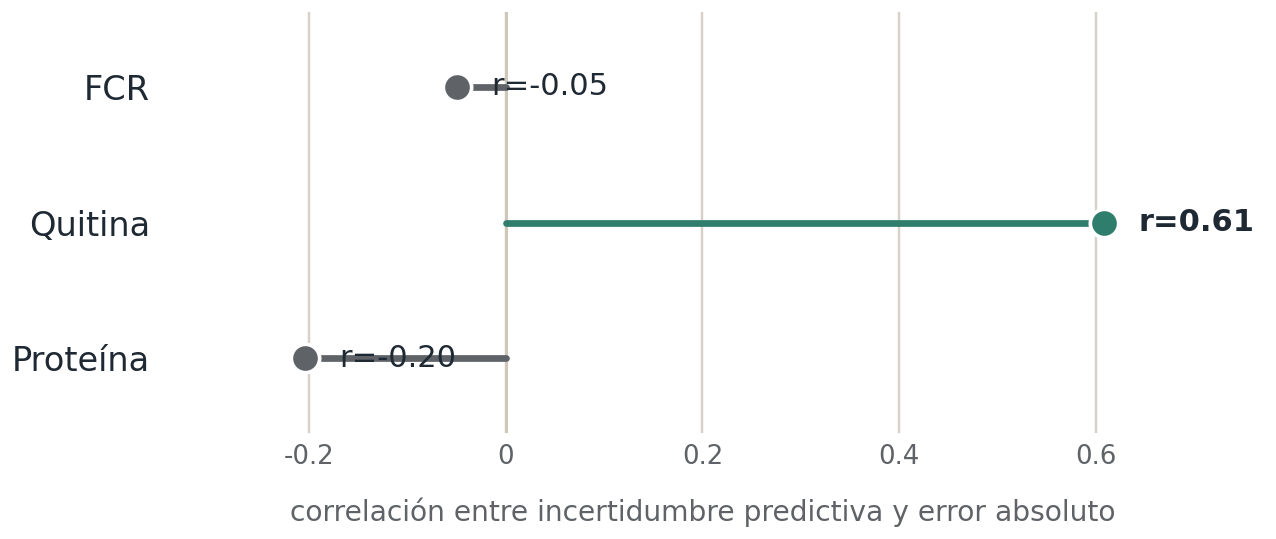 FCR
r=-0.05
Quitina
r=0.61
Proteína
r=-0.20
-0.2 0 0.2 0.4 0.6
correlación entre incertidumbre predictiva y error absoluto